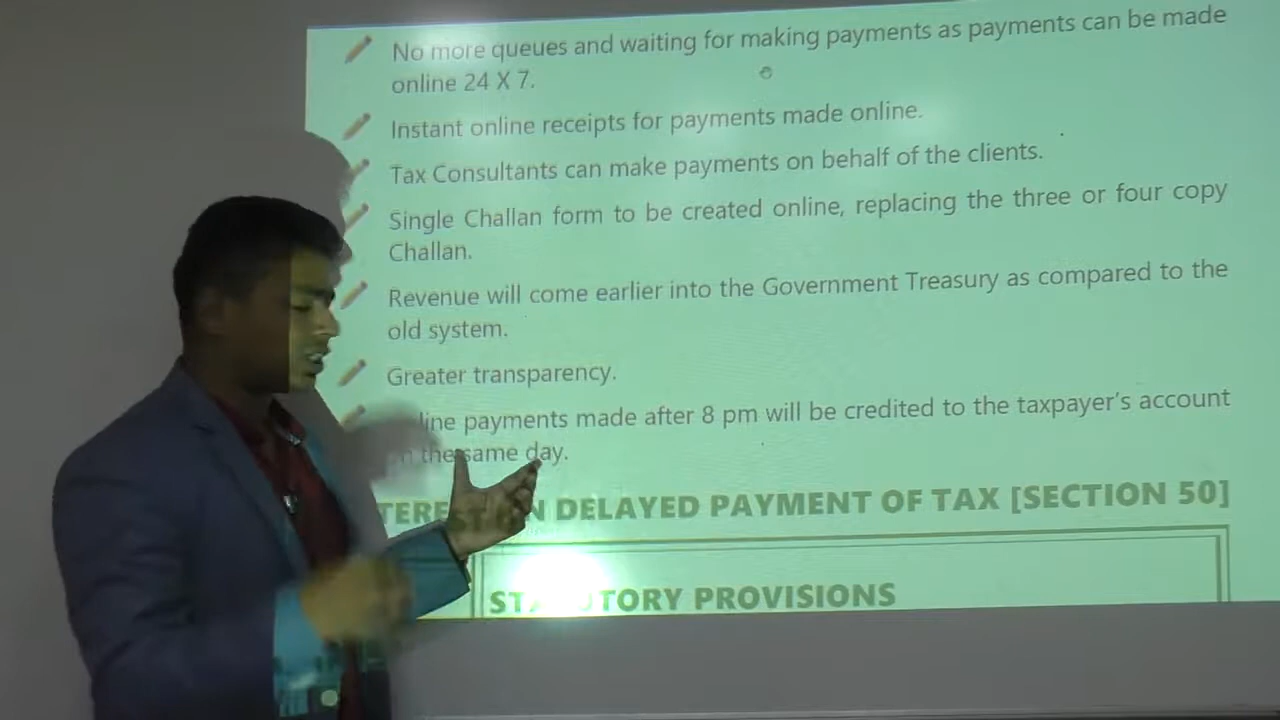 No more queues and waiting for making payments as payments can be made
online 24 X 7.
Instant online receipts for payments made online.
Tax Consultants can make payments on behalf of the clients.
Single Challan form to be created online, replacing the three or four copy
Challan.
Revenue will come earlier into the Government Treasury as compared to the
old system.
Greater transparency.
payments made after 8 pm will be credited to the taxpayer's account
the same day.
DELAYED PAYMENT OF TAX [SECTION 50]
STATUTORY PROVISIONS